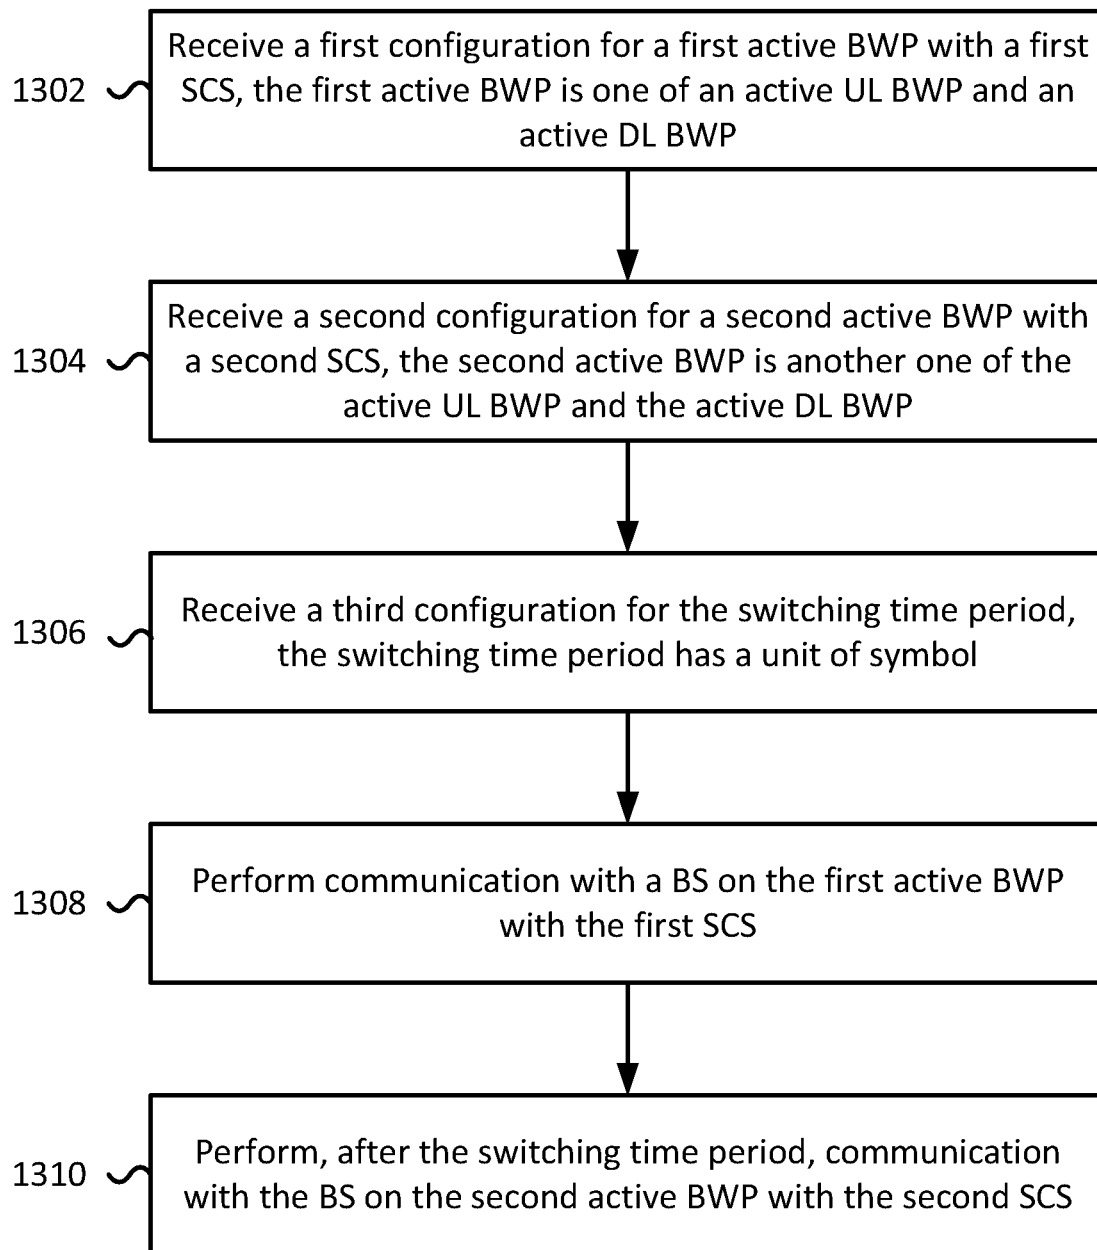 1302
Receive a first configuration for a first active BWP with a first
SCS, the first active BWP is one of an active UL BWP and an
active DL BWP
1304
Receive a second configuration for a second active BWP with
a second SCS, the second active BWP is another one of the
active UL BWP and the active DL BWP
1306
Receive a third configuration for the switching time period,
the switching time period has a unit of symbol
1308
Perform communication with a BS on the first active BWP
with the first SCS
1310
Perform, after the switching time period, communication
with the BS on the second active BWP with the second SCS